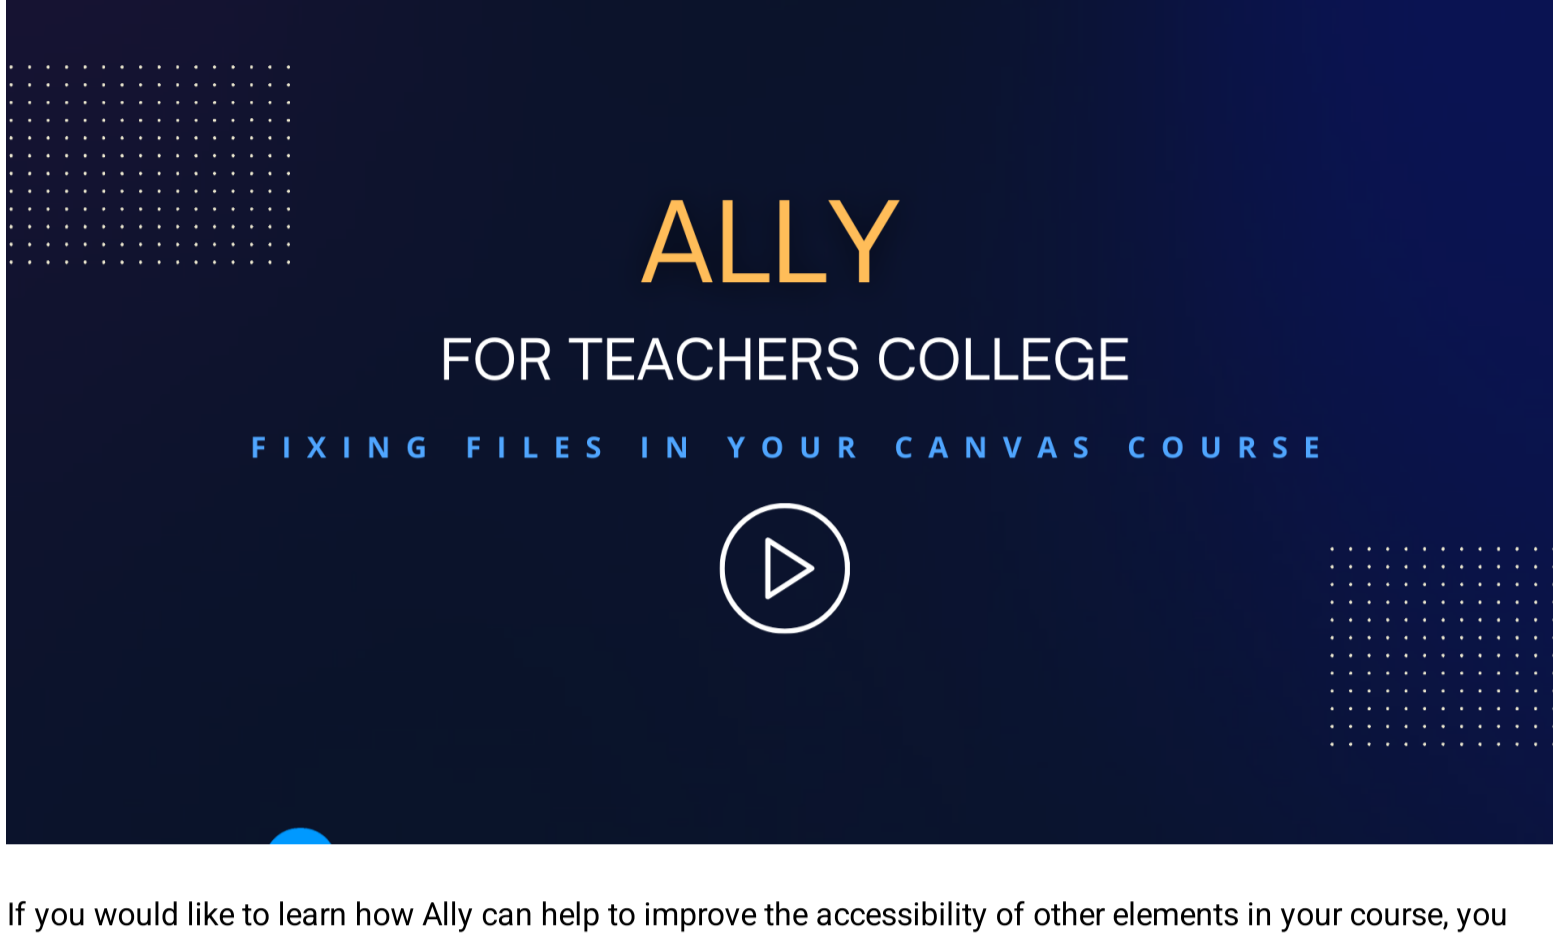 ALLY
FOR TEACHERS COLLEGE
FIXING FILES IN YOUR CANVAS COURSE
If you would like to learn how Ally can help to improve the accessibility of other elements in your course, you